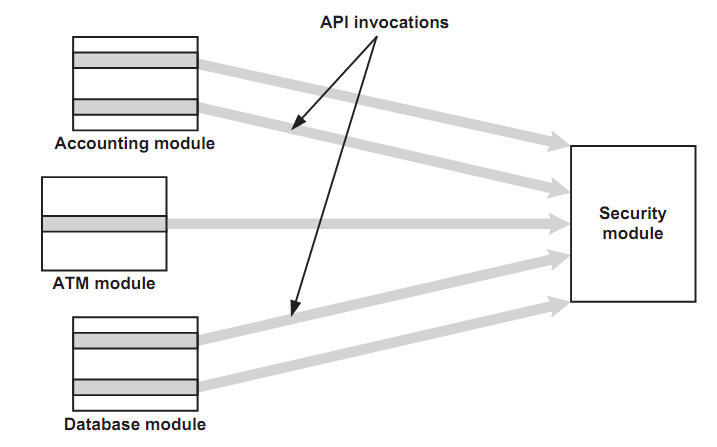 API invocations
Accounting module
Security
module
ATM module
Database module